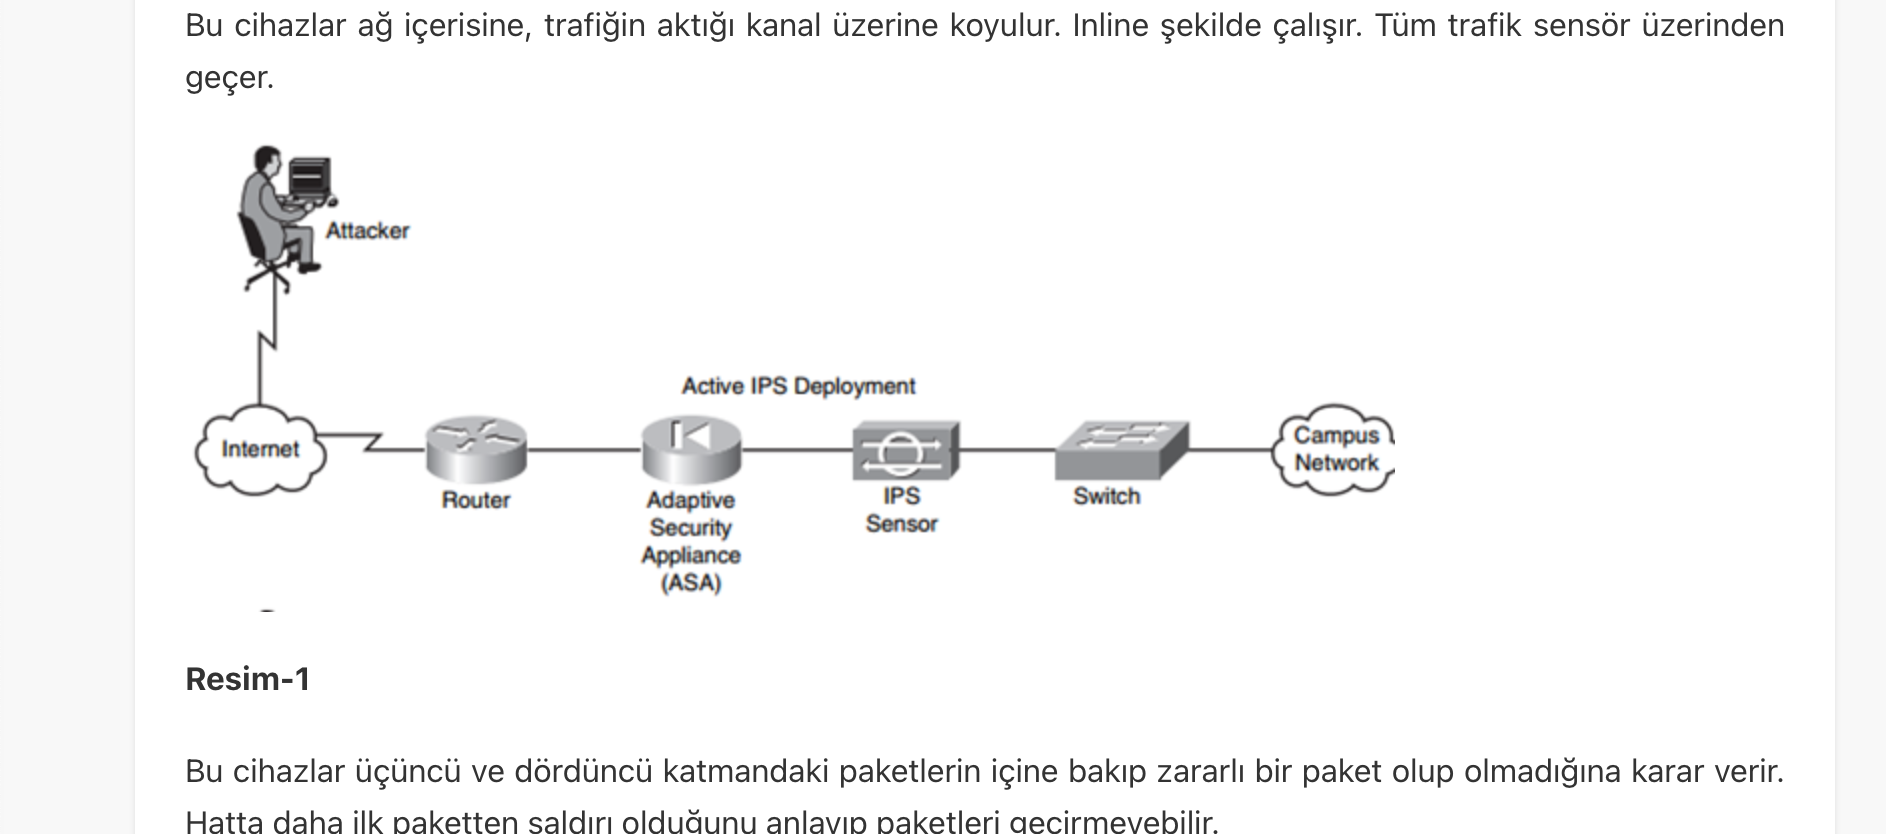 Bu cihazlar ağ içerisine, trafiğin aktığı kanal üzerine koyulur. Inline şekilde çalışır. Tüm trafik sensör üzerinden
geçer.
Attacker
Active IPS Deployment
Internet
Campus
Network
Router
Adaptive
Security
Appliance
(ASA)
IPS
Sensor
Switch
Resim-1
Bu cihazlar üçüncü ve dördüncü katmandaki paketlerin içine bakıp zararlı bir paket olup olmadığına karar verir.
Hatta daha ilk paketten saldırı olduğunu anlayıp paketleri geçirmeyebilir.